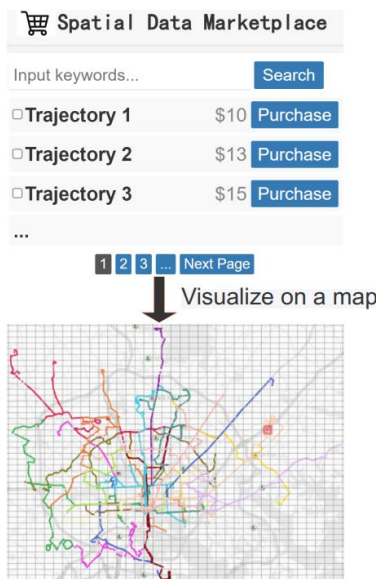 Spatial Data Marketplace
Input keywords... Search
Trajectory 1 $10 Purchase
Trajectory 2 $13 Purchase
Trajectory 3 $15 Purchase
...
1 2 3 ... Next Page
Visualize on a map